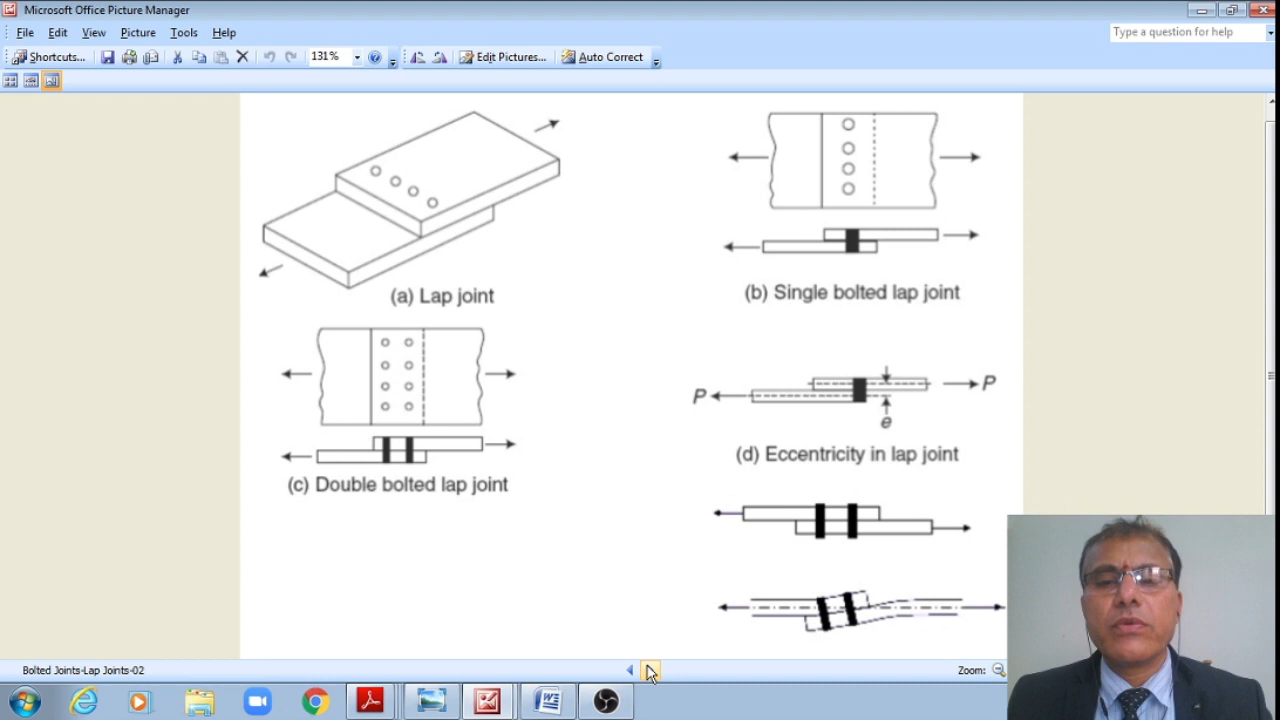 Microsoft Office Picture Manager
File Edit View Picture Tools Help
Type a question for help
Shortcuts... 131% Edit Pictures... Auto Correct
(a) Lap joint
(b) Single bolted lap joint
P P
e
(c) Double bolted lap joint
(d) Eccentricity in lap joint
Bolted Joints-Lap Joints-02
Zoom: